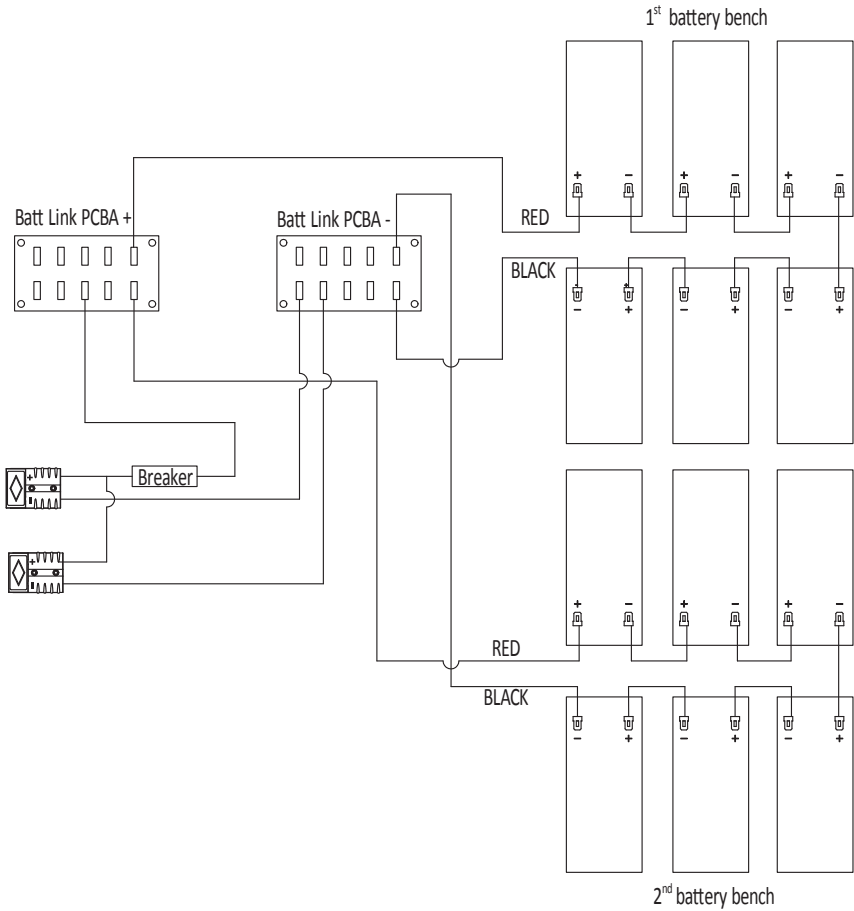 1st battery bench
+ − + − + −
Batt Link PCBA +
Batt Link PCBA -
RED
BLACK
− + − + − +
Breaker
+
−
+
−
+ − + − + −
RED
BLACK
− + − + − +
2nd battery bench